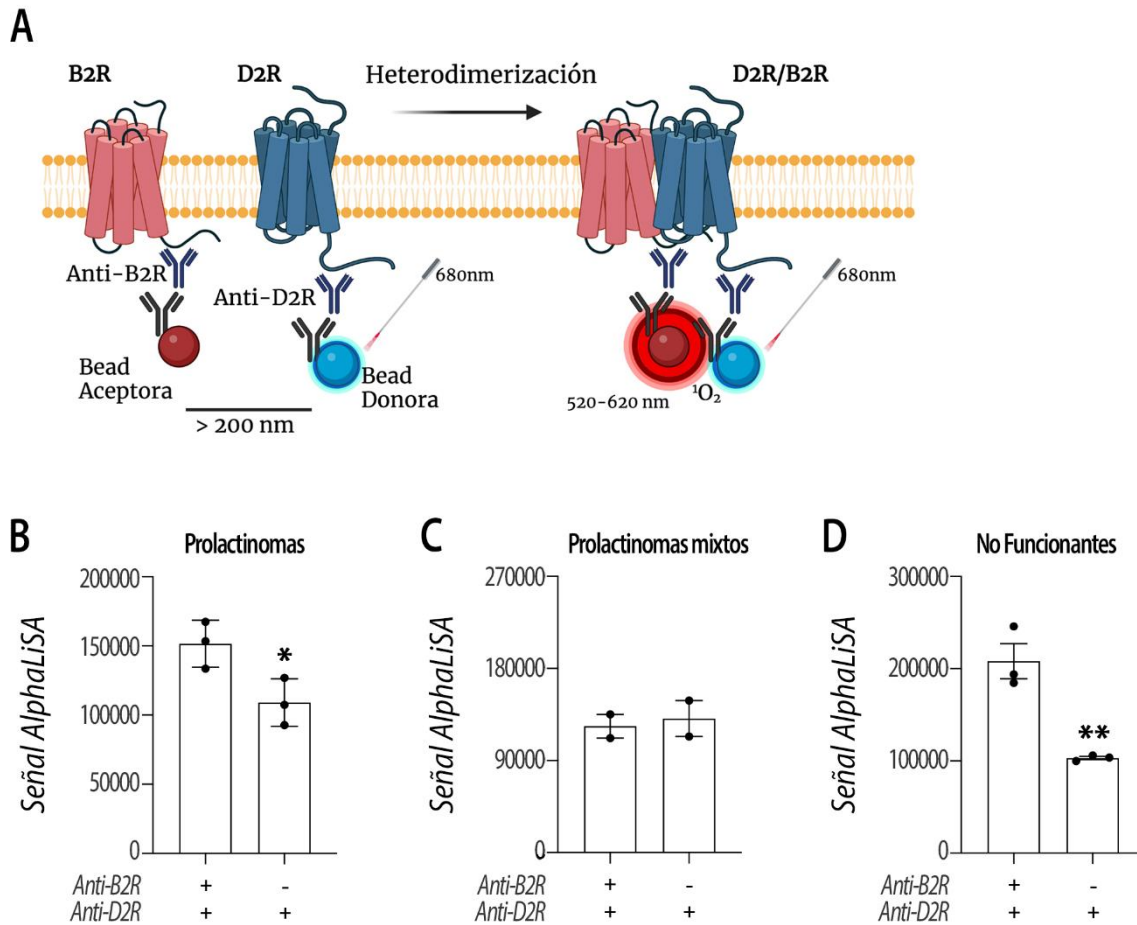 A
B2R
D2R
Heterodimerización
D2R/B2R
Anti-B2R
Anti-D2R
680nm
Bead
Aceptora
Bead
Donora
> 200 nm
680nm
520-620 nm
¹O₂
B
Prolactinomas
Señal AlphaLiSA
200000
150000
100000
50000
0
*
Anti-B2R + -
Anti-D2R + +
C
Prolactinomas mixtos
Señal AlphaLiSA
270000
180000
90000
0
Anti-B2R + -
Anti-D2R + +
D
No Funcionantes
Señal AlphaLiSA
300000
200000
100000
0
**
Anti-B2R + -
Anti-D2R + +